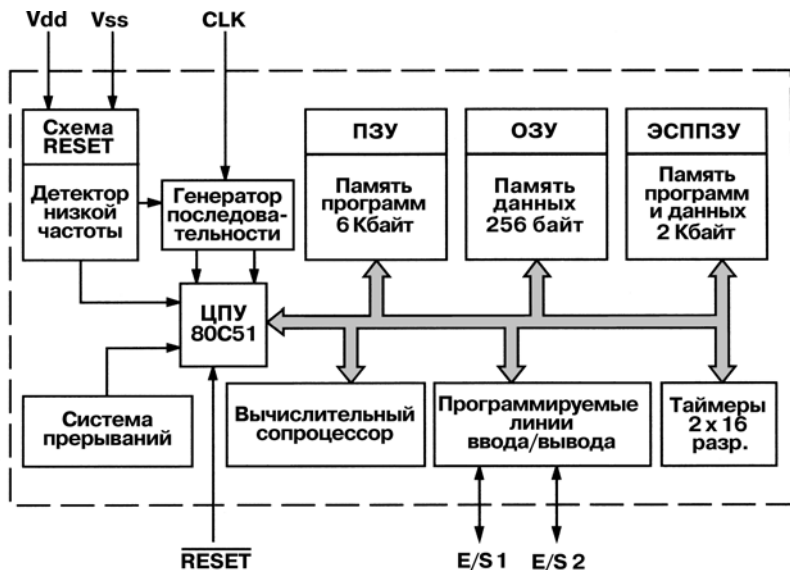 Vdd
Vss
CLK
Схема
RESET
Детектор
низкой
частоты
Генератор
последова-
тельности
ПЗУ
Память
программ
6 Кбайт
ОЗУ
Память
данных
256 байт
ЭСППЗУ
Память
программ
и данных
2 Кбайт
ЦПУ
80C51
Система
прерываний
Вычислительный
сопроцессор
Программируемые
линии
ввода/вывода
Таймеры
2 x 16
разр.
RESET
E/S 1
E/S 2